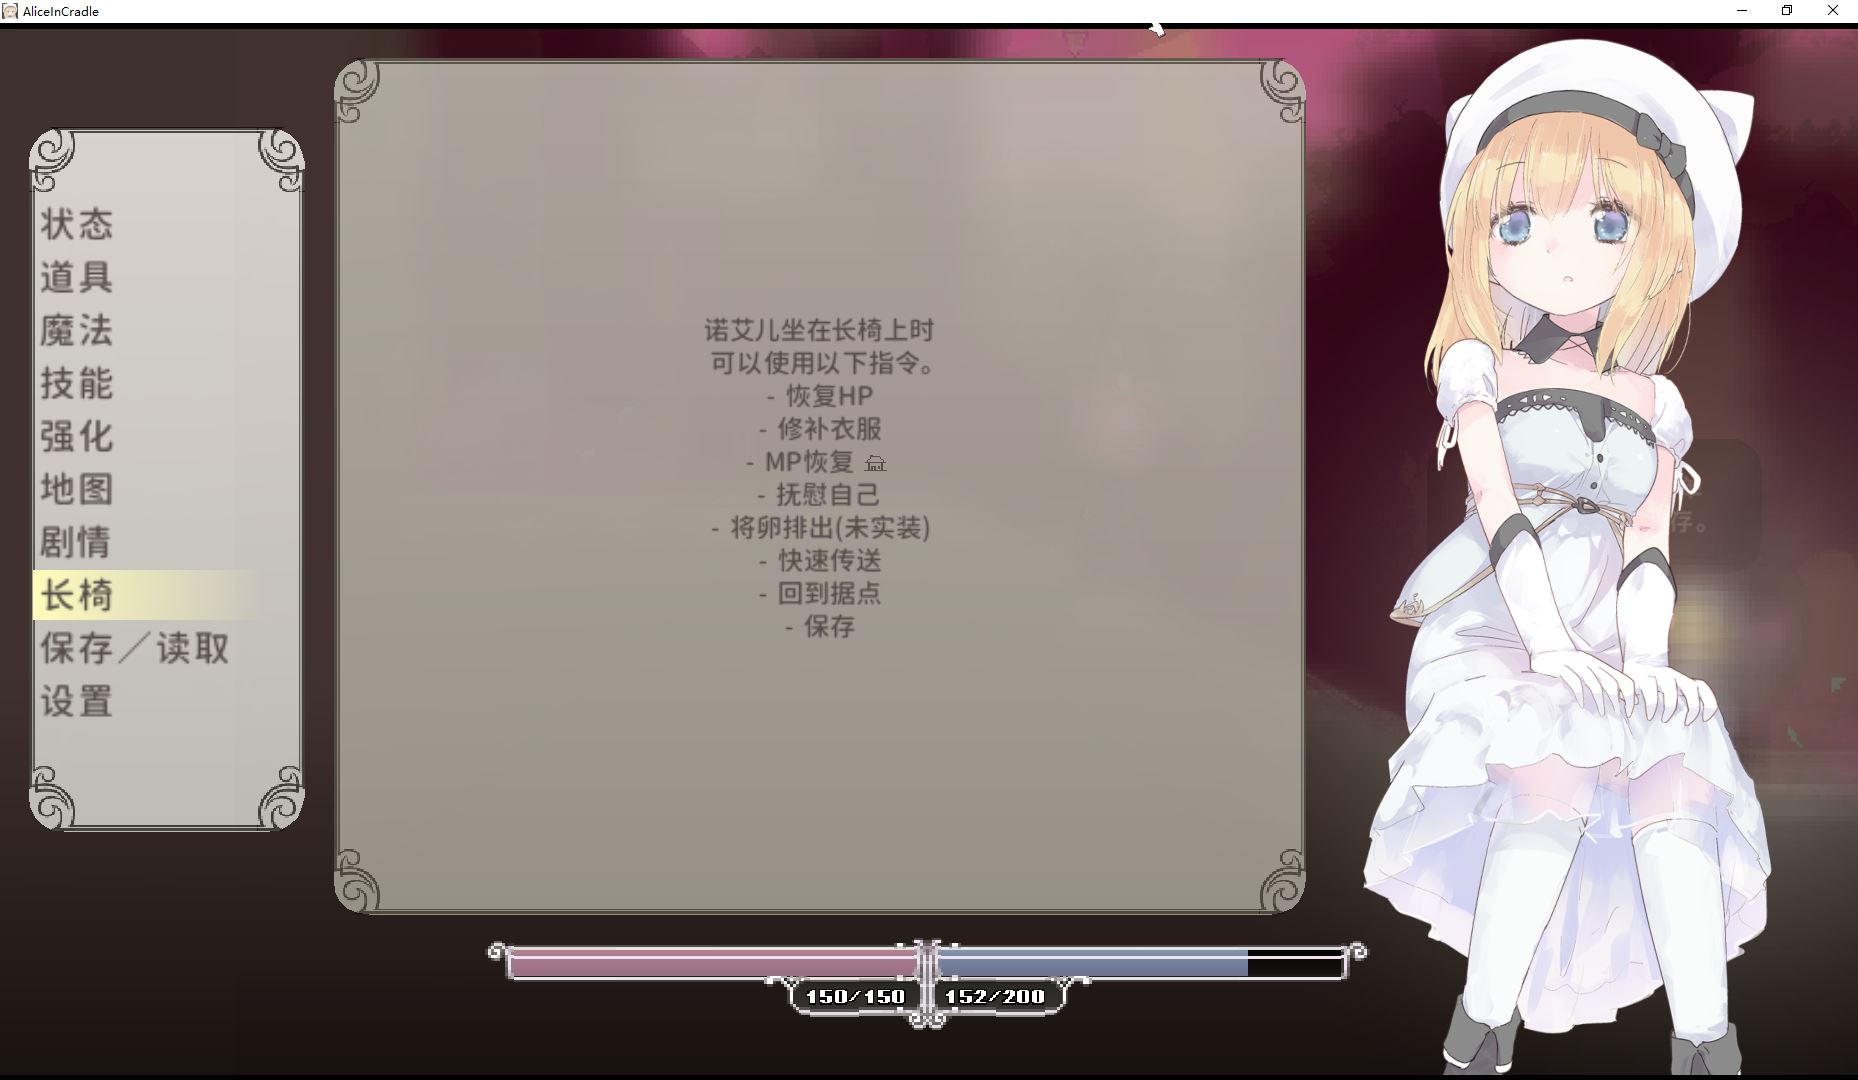 AliceInCradle
状态
道具
魔法
技能
强化
地图
剧情
长椅
保存／读取
设置
诺艾儿坐在长椅上时
可以使用以下指令。
- 恢复HP
- 修补衣服
- MP恢复
- 抚慰自己
- 将卵排出(未实装)
- 快速传送
- 回到据点
- 保存
存。
150/150
152/200